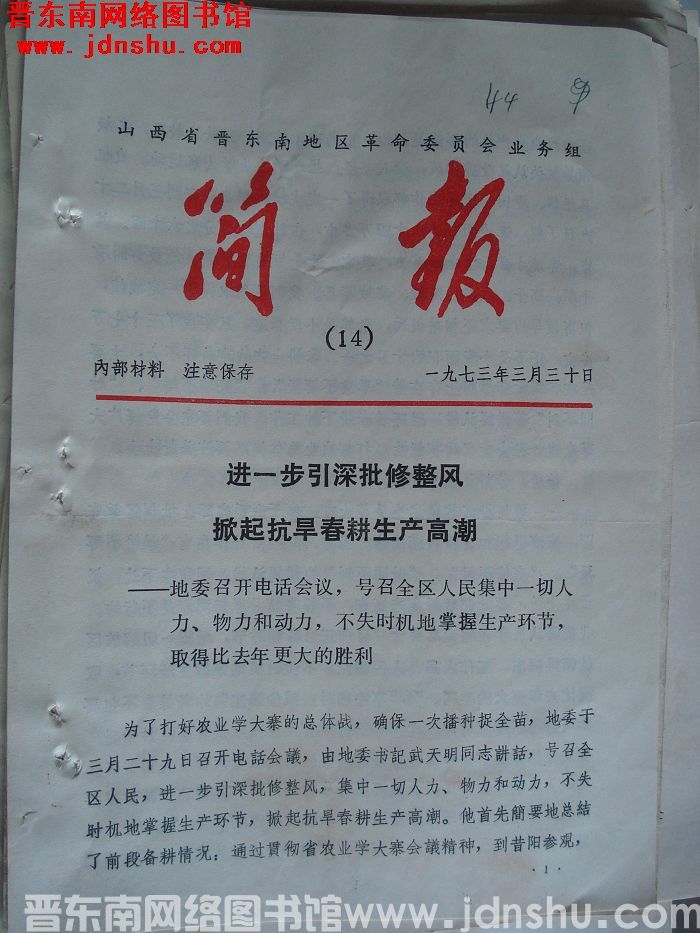 晋东南网络图书馆
www.jdnshu.com
44
山西省晋东南地区革命委员会业务组
简报
(14)
內部材料 注意保存
一九七三年三月三十日
进一步引深批修整风
掀起抗旱春耕生产高潮
——地委召开电话会议，号召全区人民集中一切人
力、物力和动力，不失时机地掌握生产环节，
取得比去年更大的胜利
为了打好农业学大寨的总体战，确保一次播种捉全苗，地委于
三月二十九日召开电话会議，由地委书記武天明同志講話，号召全
区人民，进一步引深批修整风，集中一切人力、物力和动力，不失
时机地掌握生产环节，掀起抗旱春耕生产高潮。他首先簡要地总結
了前段备耕情况：通过貫彻省农业学大寨会議精神，到昔阳参观，
·1·
晋东南网络图书馆www.jdnshu.com